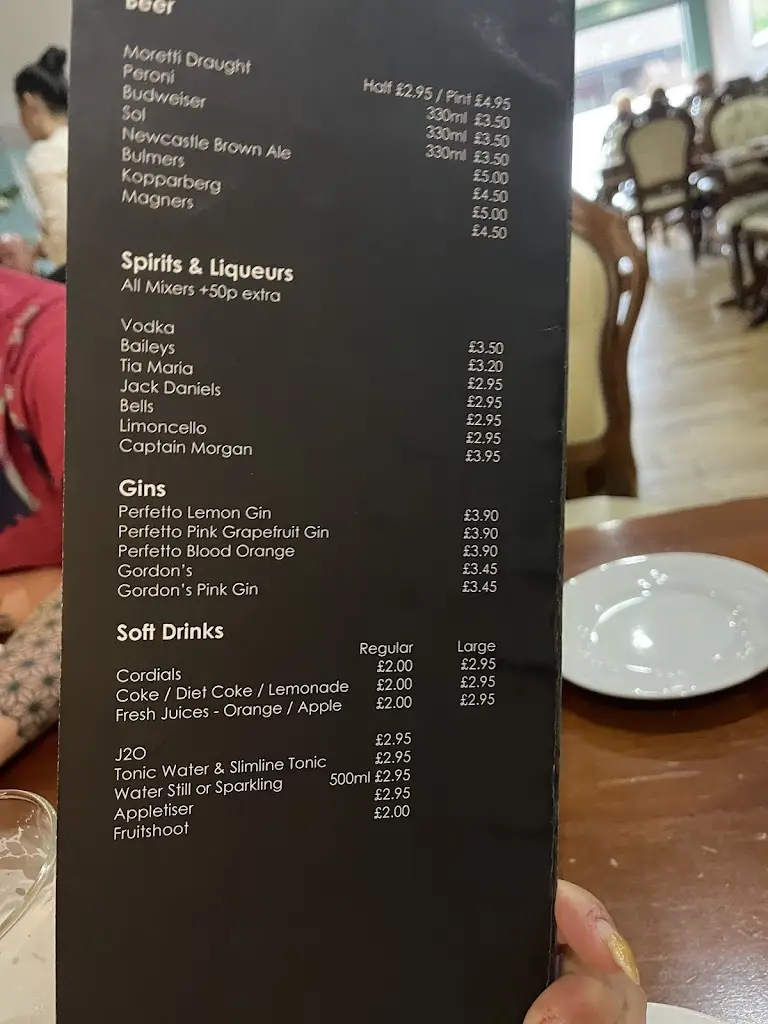 Beer
Moretti Draught Half £2.95 / Pint £4.95
Peroni 330ml £3.50
Budweiser 330ml £3.50
Sol 330ml £3.50
Newcastle Brown Ale £5.00
Bulmers £4.50
Kopparberg £5.00
Magners £4.50
Spirits & Liqueurs
All Mixers +50p extra
Vodka £3.50
Baileys £3.20
Tia Maria £2.95
Jack Daniels £2.95
Bells £2.95
Limoncello £2.95
Captain Morgan £3.95
Gins
Perfetto Lemon Gin £3.90
Perfetto Pink Grapefruit Gin £3.90
Perfetto Blood Orange £3.90
Gordon's £3.45
Gordon's Pink Gin £3.45
Soft Drinks
Regular Large
Cordials £2.00 £2.95
Coke / Diet Coke / Lemonade £2.00 £2.95
Fresh Juices - Orange / Apple £2.00 £2.95
J2O £2.95
Tonic Water & Slimline Tonic £2.95
Water Still or Sparkling 500ml £2.95
Appletiser £2.95
Fruitshoot £2.00